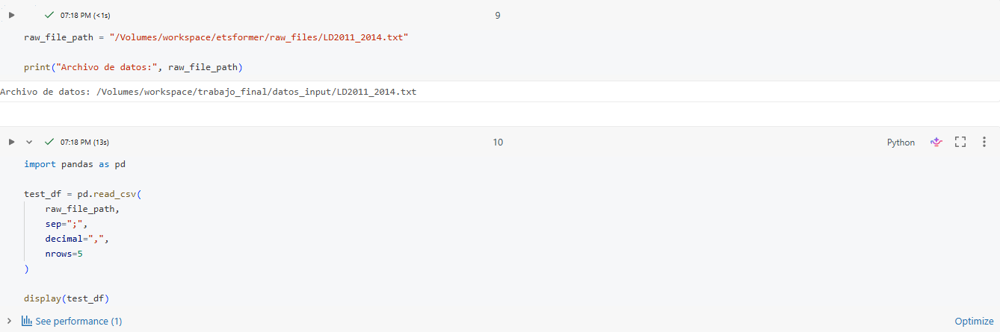 07:18 PM (<1s)
9
raw_file_path = "/Volumes/workspace/etsformer/raw_files/LD2011_2014.txt"
print("Archivo de datos:", raw_file_path)
Archivo de datos: /Volumes/workspace/trabajo_final/datos_input/LD2011_2014.txt
07:18 PM (13s)
10
Python
import pandas as pd
test_df = pd.read_csv(
    raw_file_path,
    sep=";",
    decimal=",",
    nrows=5
)
display(test_df)
See performance (1)
Optimize